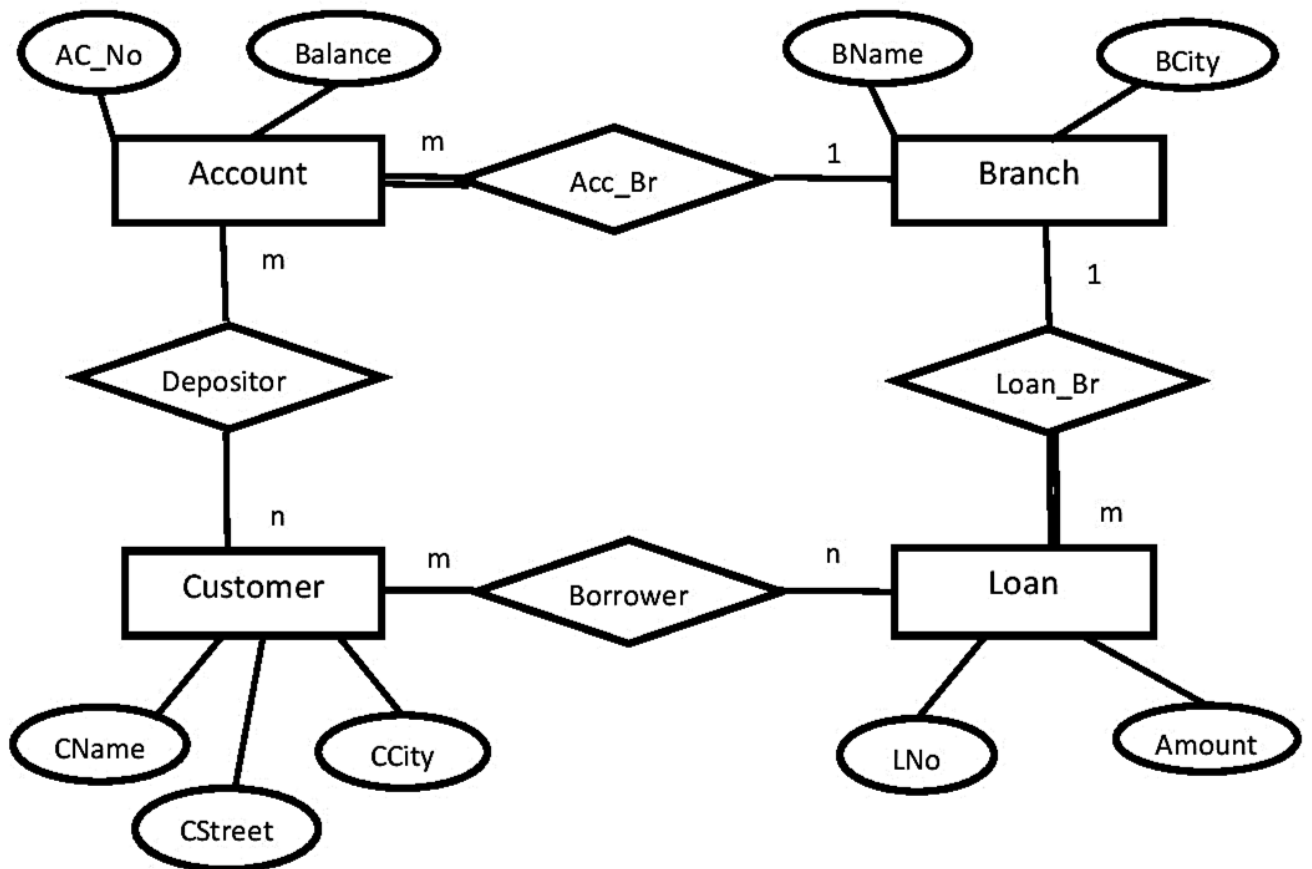 AC_No
Balance
BName
BCity
Account
m
Acc_Br
1
Branch
m
1
Depositor
Loan_Br
n
m
Customer
m
Borrower
n
Loan
CName
CCity
LNo
Amount
CStreet